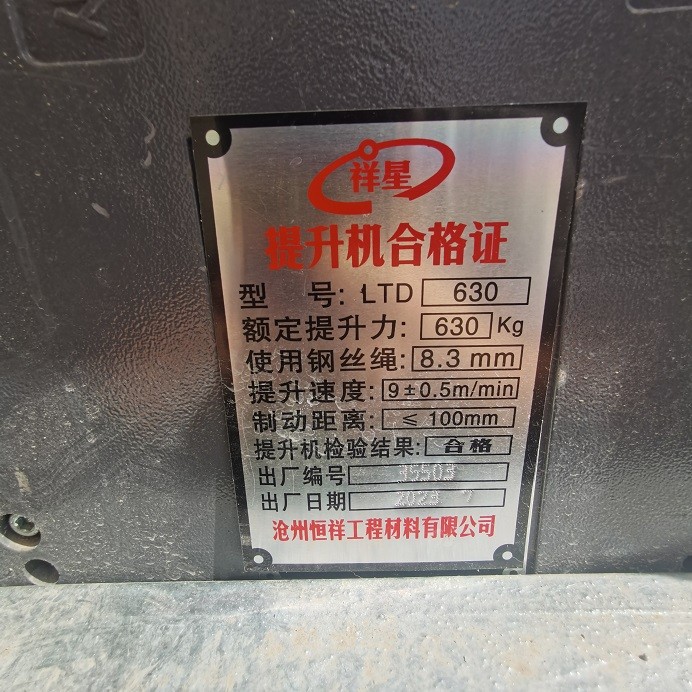 祥星
提升机合格证
型 号: LTD 630
额定提升力: 630 Kg
使用钢丝绳: 8.3 mm
提升速度: 9±0.5m/min
制动距离: ≤ 100mm
提升机检验结果: 合格
出厂编号 35503
出厂日期 2023 7
沧州恒祥工程材料有限公司